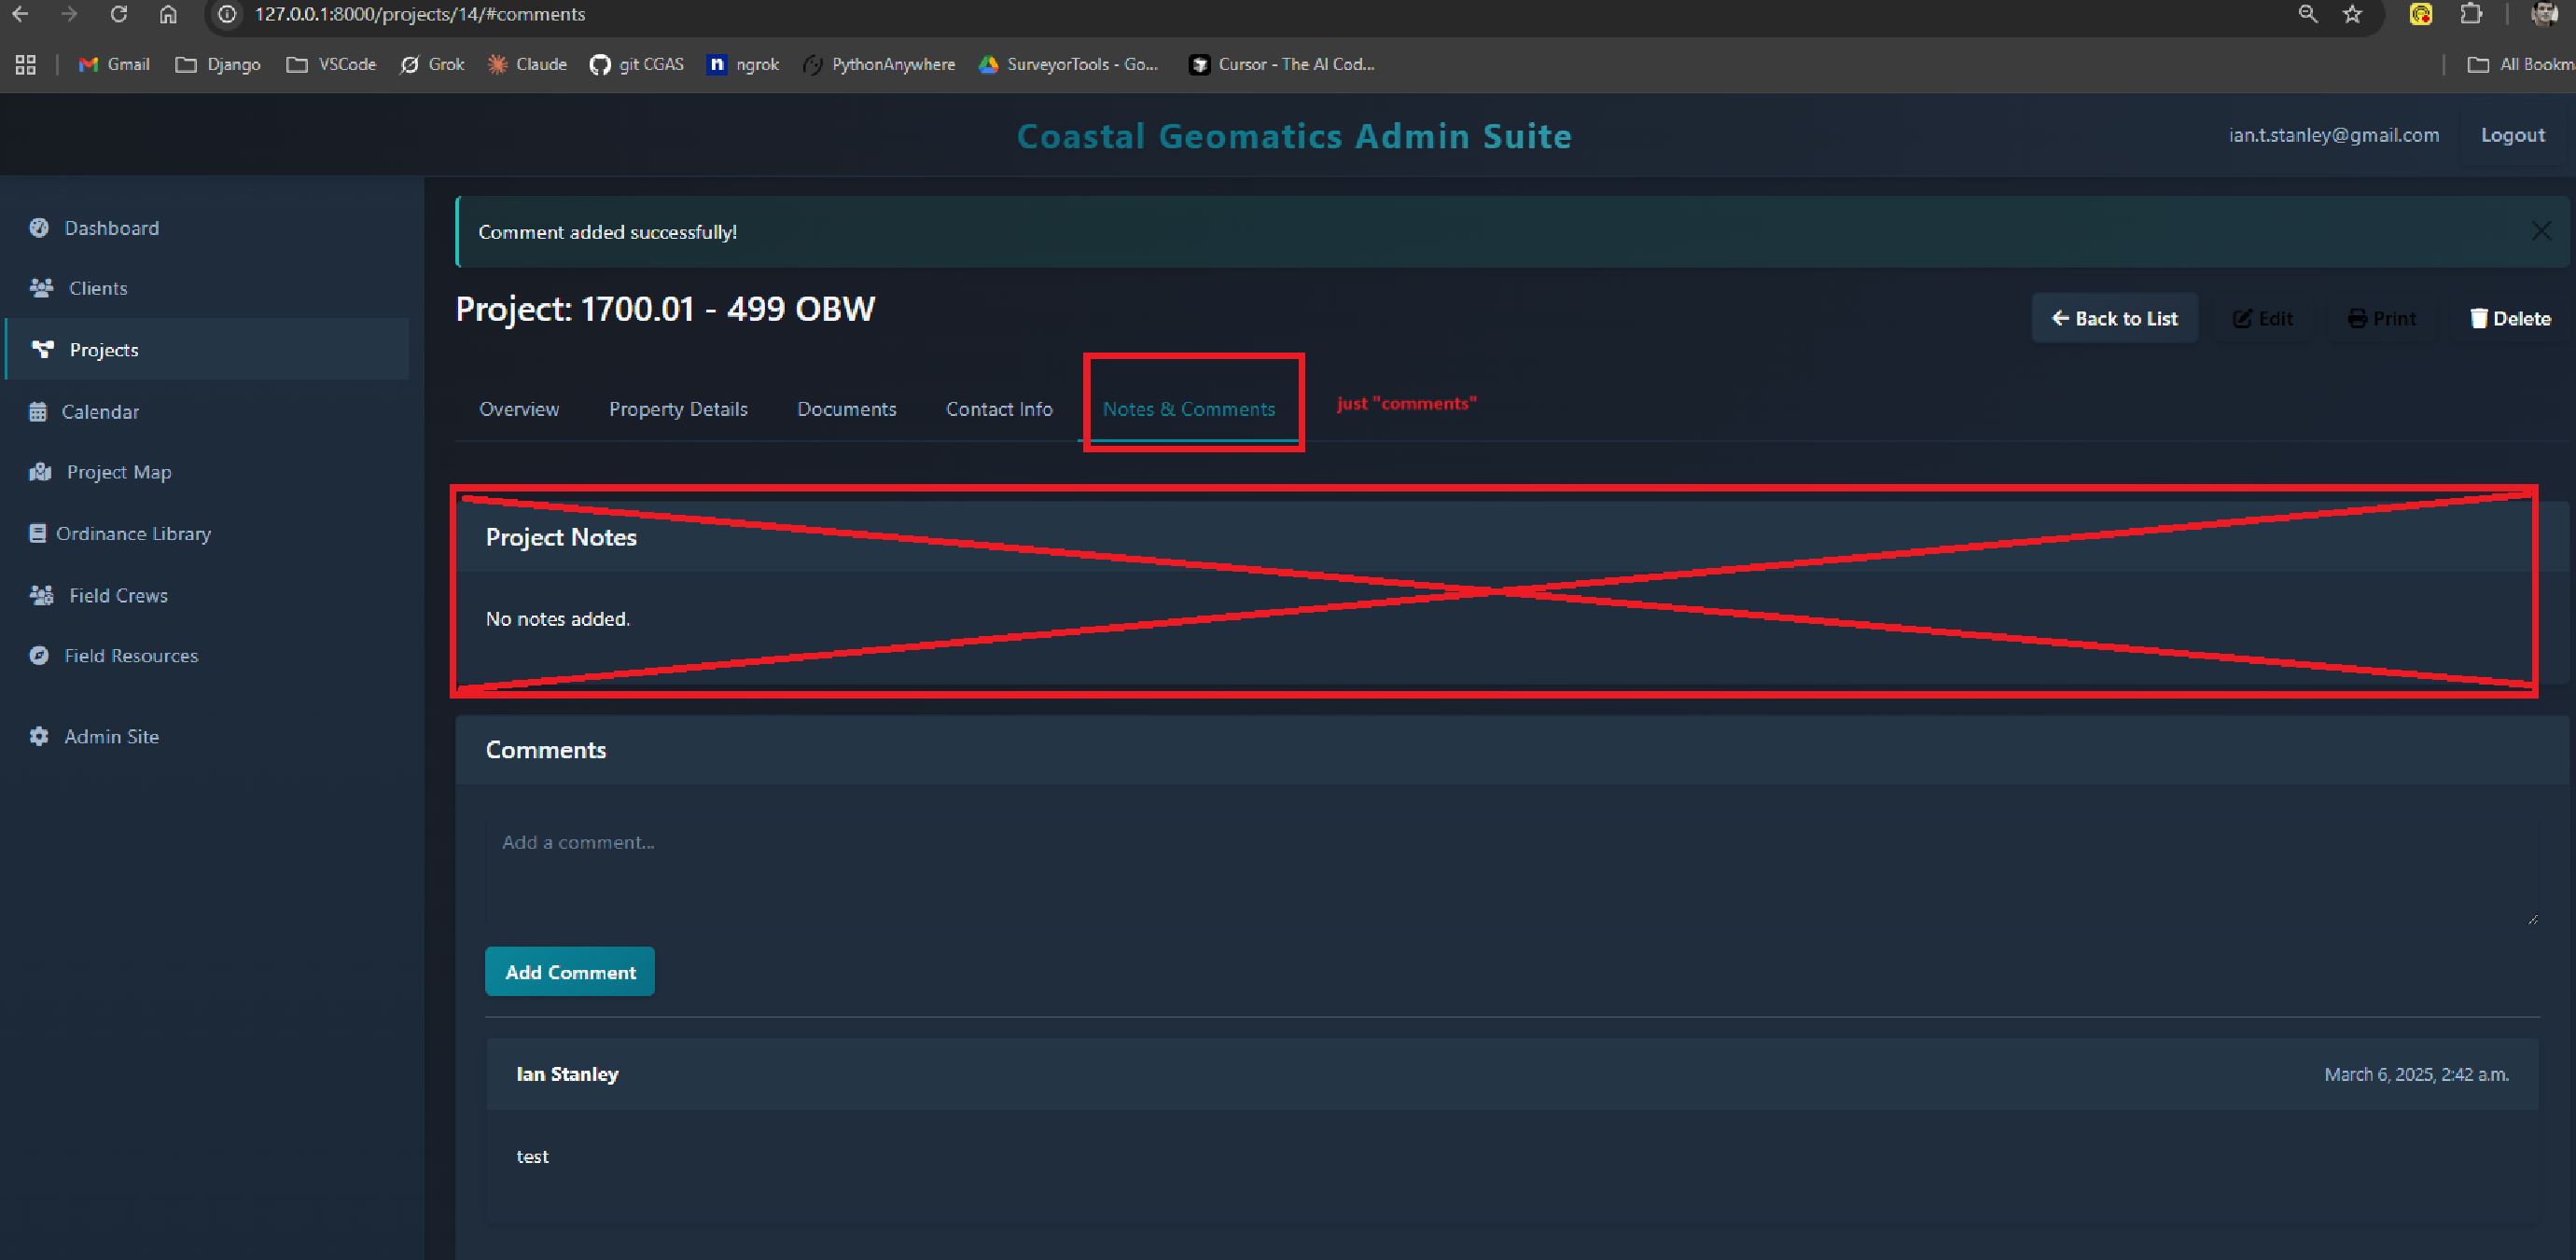 127.0.0.1:8000/projects/14/#comments
Gmail Django VSCode Grok Claude git CGAS ngrok PythonAnywhere SurveyorTools - Go... Cursor - The AI Cod... All Bookm
Coastal Geomatics Admin Suite
ian.t.stanley@gmail.com Logout
Dashboard
Clients
Projects
Calendar
Project Map
Ordinance Library
Field Crews
Field Resources
Admin Site
Comment added successfully!
Project: 1700.01 - 499 OBW
Back to List Edit Print Delete
Overview Property Details Documents Contact Info Notes & Comments just "comments"
Project Notes
No notes added.
Comments
Add a comment...
Add Comment
Ian Stanley March 6, 2025, 2:42 a.m.
test